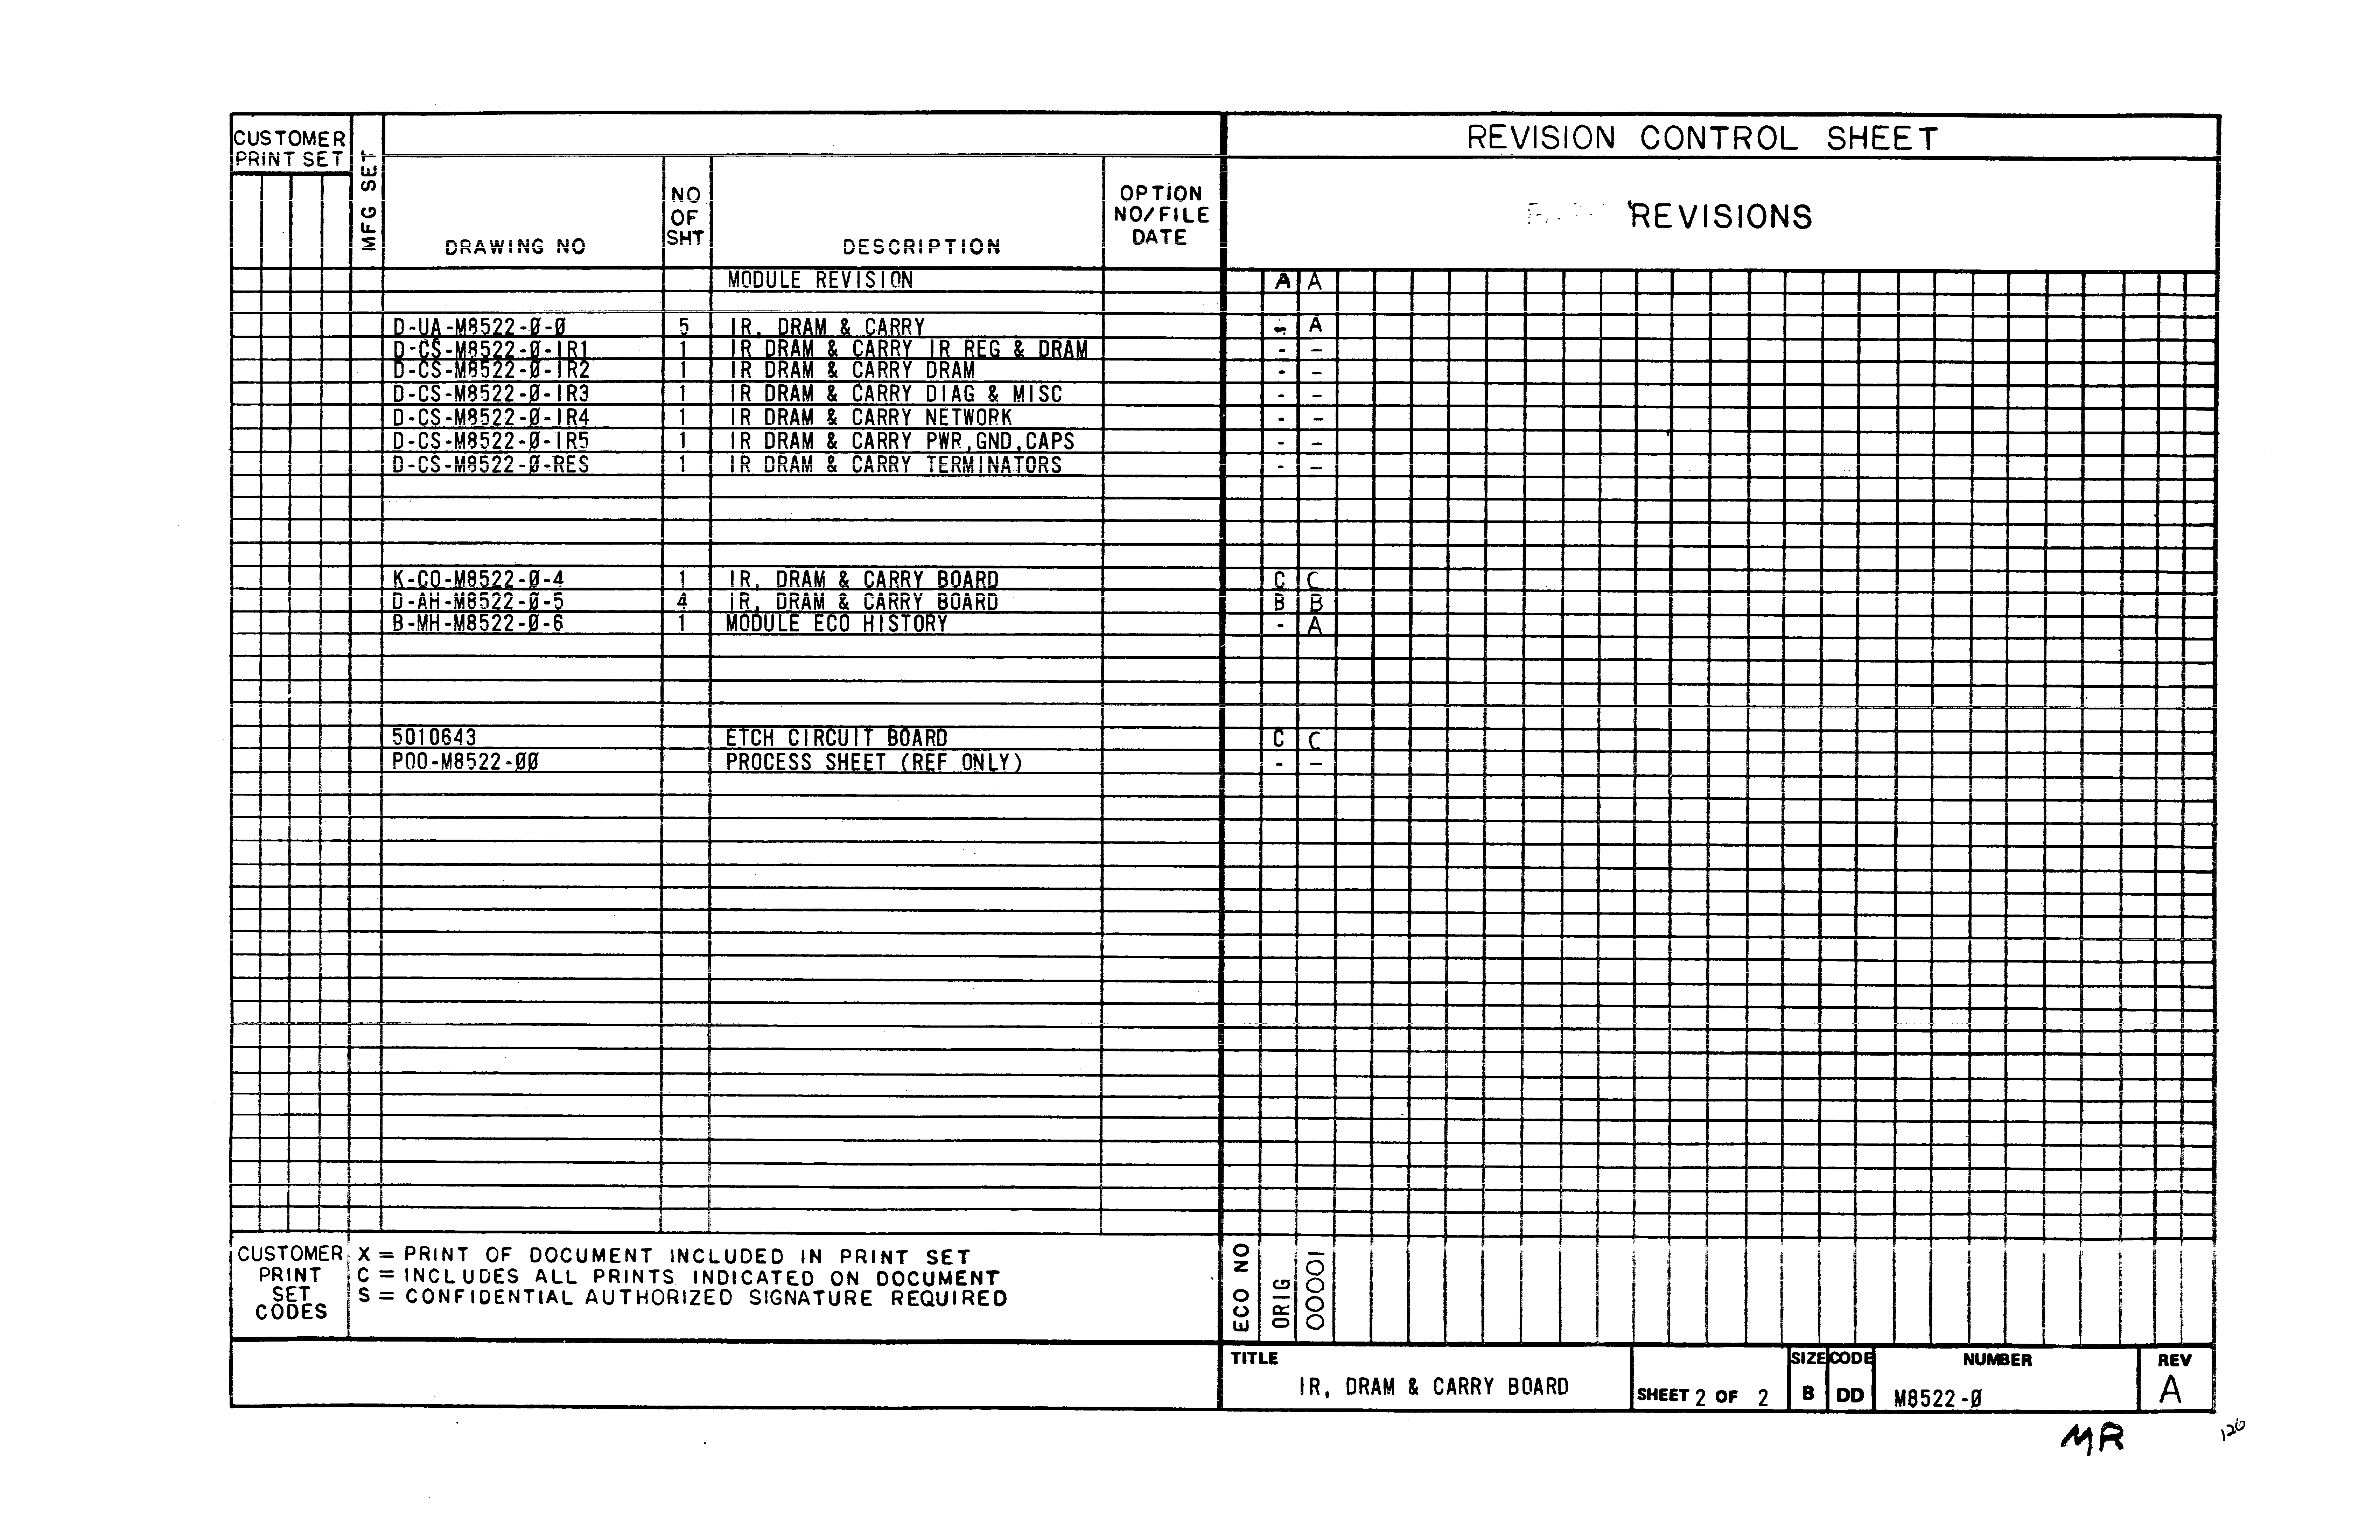 CUSTOMER
PRINT SET
MFG SET
DRAWING NO
NO
OF
SHT
DESCRIPTION
OPTION
NO/FILE
DATE
REVISION CONTROL SHEET
REVISIONS
MODULE REVISION A A
D-UA-M8522-Ø-Ø 5 IR, DRAM & CARRY - A
D-CS-M8522-Ø-IR1 1 IR DRAM & CARRY IR REG & DRAM - -
D-CS-M8522-Ø-IR2 1 IR DRAM & CARRY DRAM - -
D-CS-M8522-Ø-IR3 1 IR DRAM & CARRY DIAG & MISC - -
D-CS-M8522-Ø-IR4 1 IR DRAM & CARRY NETWORK - -
D-CS-M8522-Ø-IR5 1 IR DRAM & CARRY PWR,GND,CAPS - -
D-CS-M8522-Ø-RES 1 IR DRAM & CARRY TERMINATORS - -
K-CO-M8522-Ø-4 1 IR, DRAM & CARRY BOARD C C
D-AH-M8522-Ø-5 4 IR, DRAM & CARRY BOARD B B
B-MH-M8522-Ø-6 1 MODULE ECO HISTORY - A
5010643 ETCH CIRCUIT BOARD C C
P00-M8522-ØØ PROCESS SHEET (REF ONLY) - -
CUSTOMER
PRINT
SET
CODES
X = PRINT OF DOCUMENT INCLUDED IN PRINT SET
C = INCLUDES ALL PRINTS INDICATED ON DOCUMENT
S = CONFIDENTIAL AUTHORIZED SIGNATURE REQUIRED
ECO NO
ORIG
00001
TITLE
IR, DRAM & CARRY BOARD
SHEET 2 OF 2
SIZE
B
CODE
DD
NUMBER
M8522-Ø
REV
A
MR
126